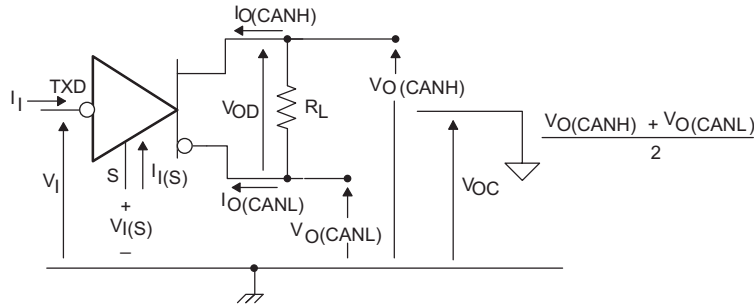 IO(CANH)
TXD
II
VOD
RL
VO(CANH)
VO(CANH) + VO(CANL)
2
VI
S
II(S)
IO(CANL)
VOC
+
VI(S)
–
VO(CANL)